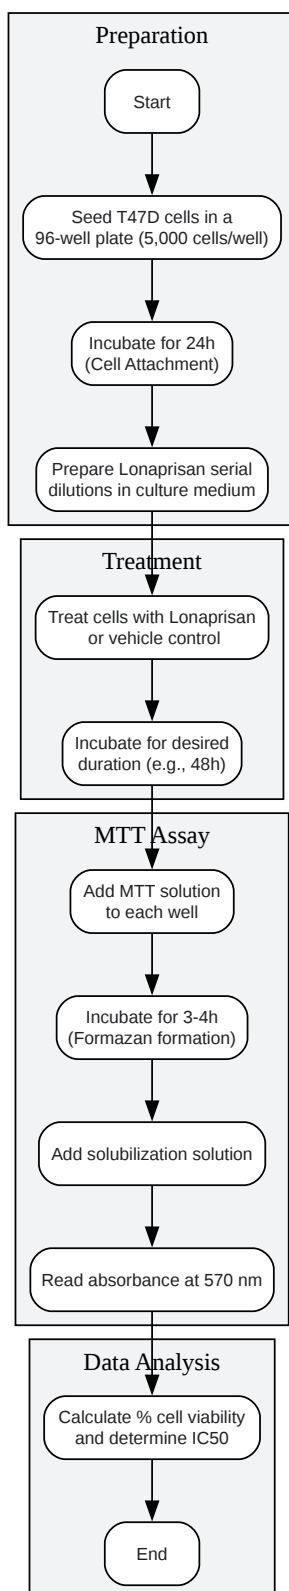 Preparation
Start
Seed T47D cells in a
96-well plate (5,000 cells/well)
Incubate for 24h
(Cell Attachment)
Prepare Lonaprisan serial
dilutions in culture medium
Treatment
Treat cells with Lonaprisan
or vehicle control
Incubate for desired
duration (e.g., 48h)
MTT Assay
Add MTT solution
to each well
Incubate for 3-4h
(Formazan formation)
Add solubilization solution
Read absorbance at 570 nm
Data Analysis
Calculate % cell viability
and determine IC50
End